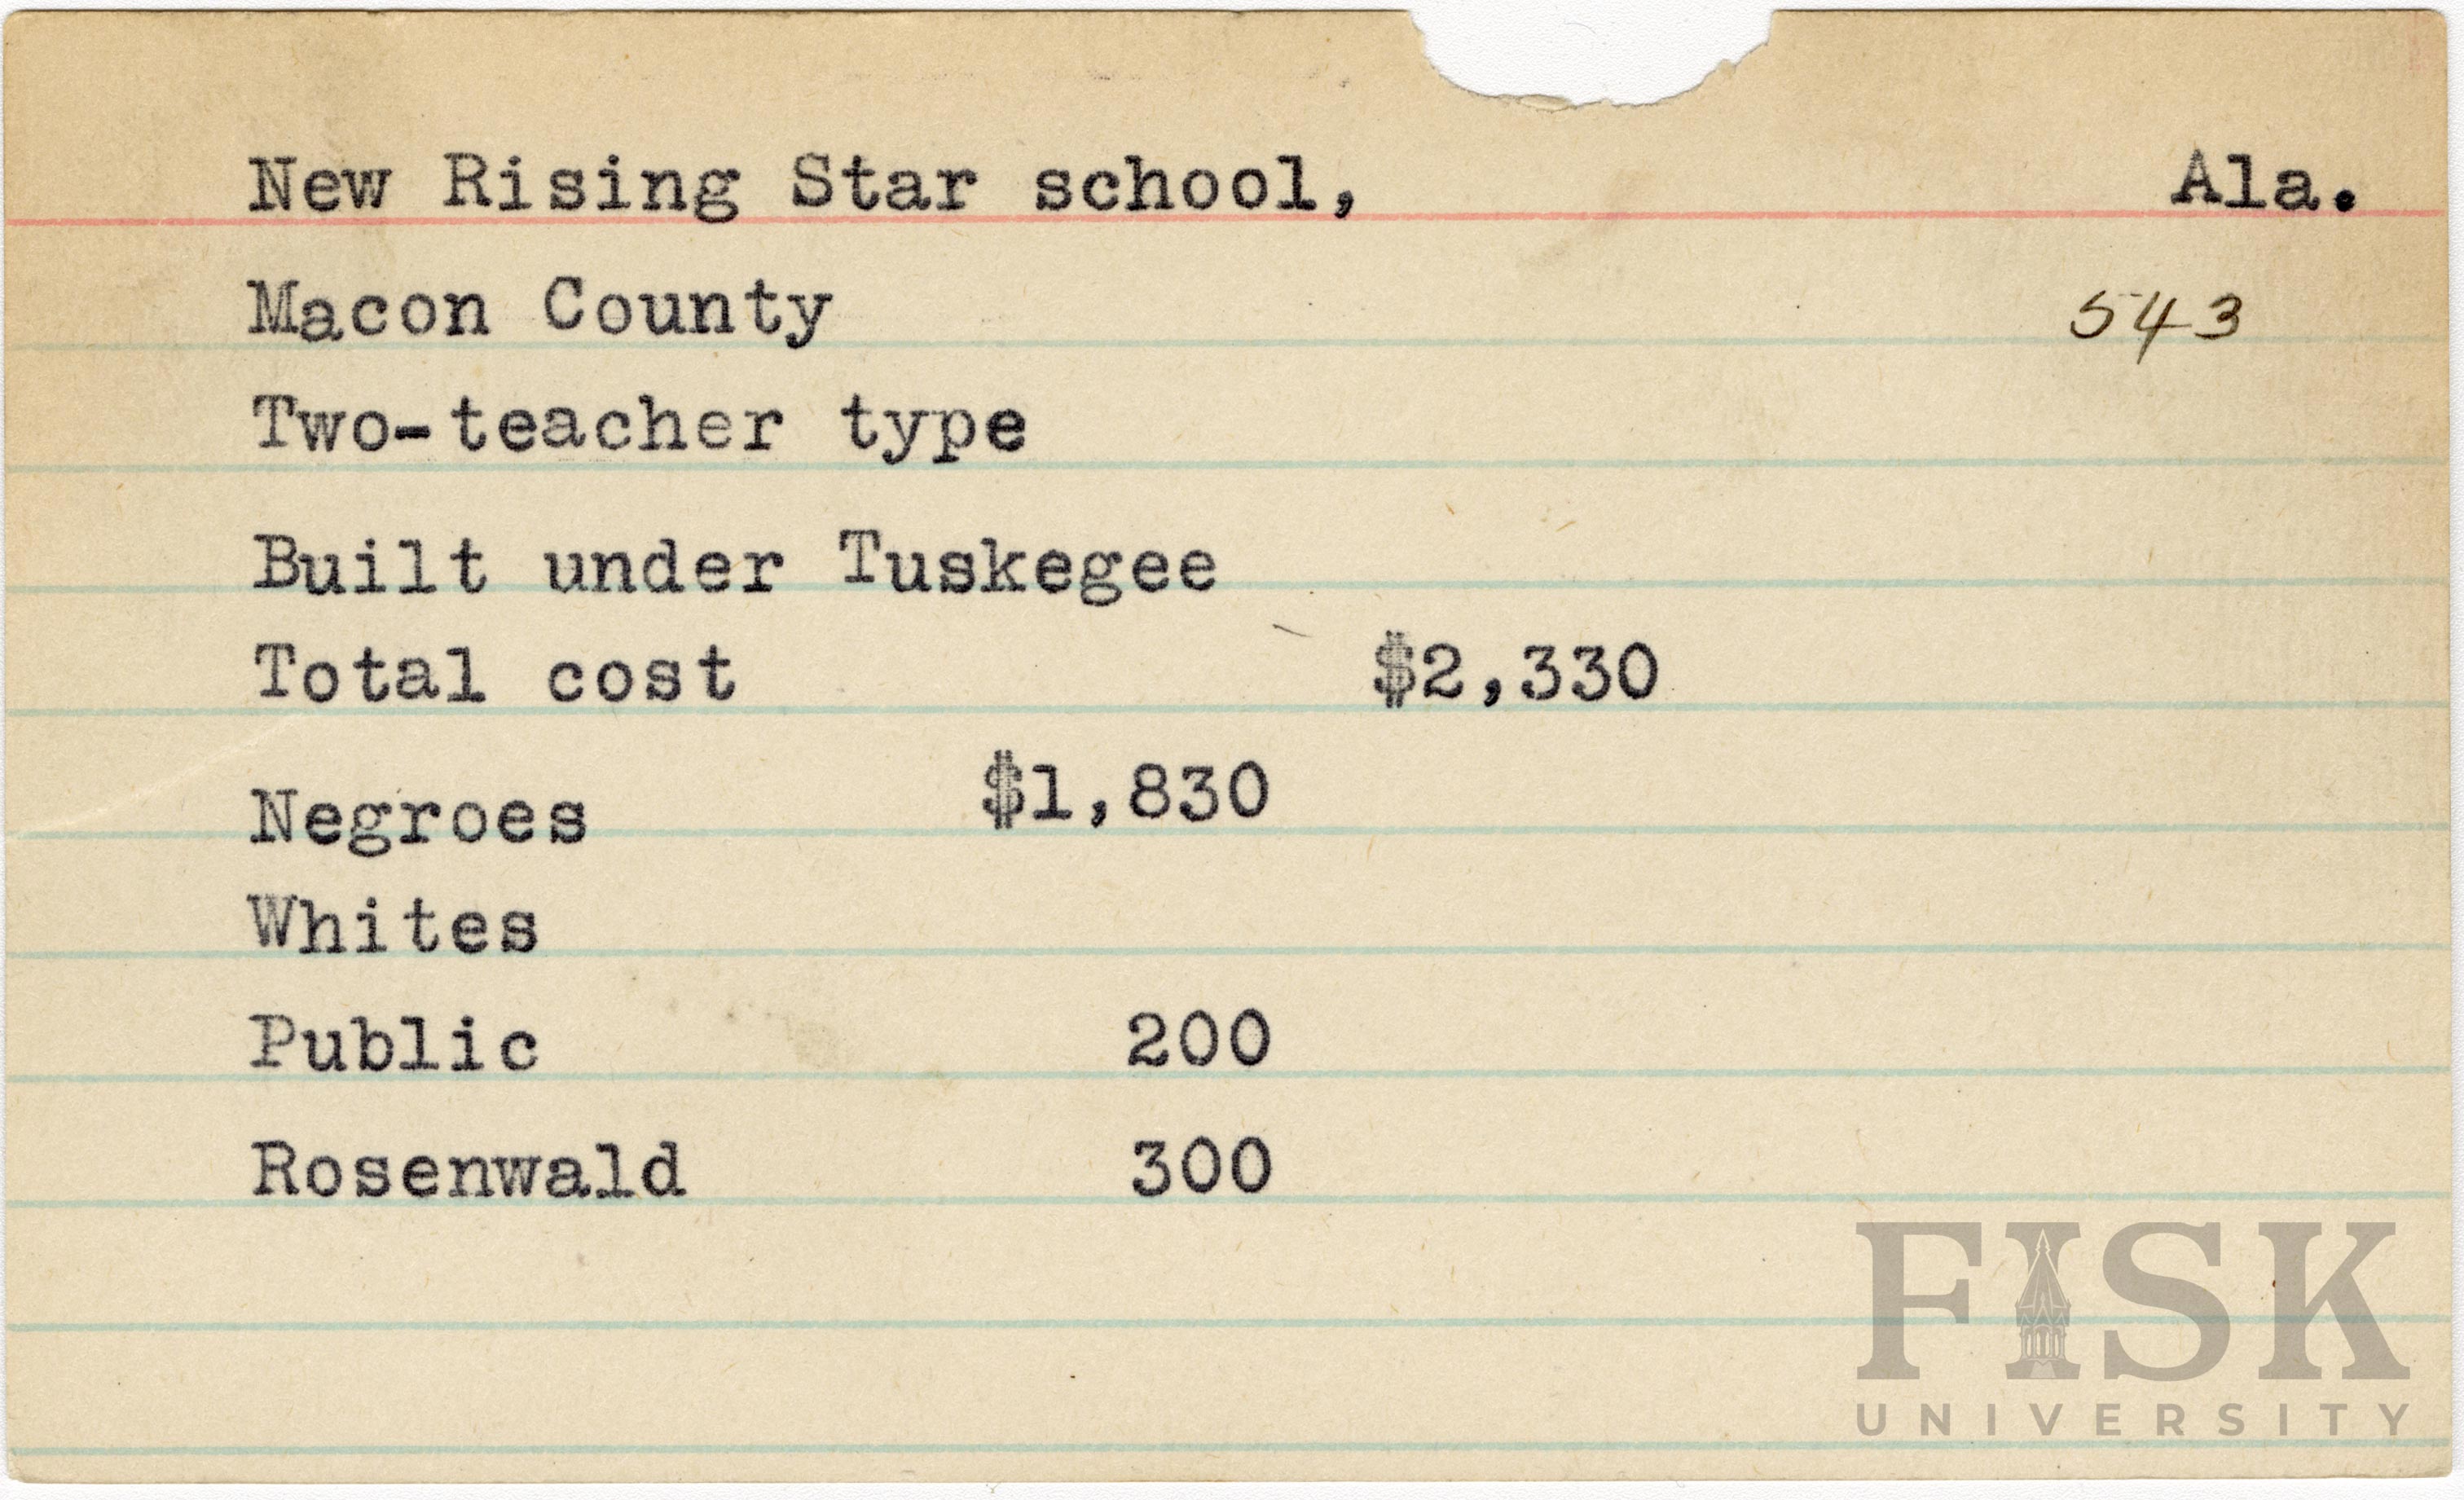 New Rising Star school, Ala.
Macon County 543
Two-teacher type
Built under Tuskegee
Total cost $2,330
Negroes $1,830
Whites
Public 200
Rosenwald 300
FISK
UNIVERSITY